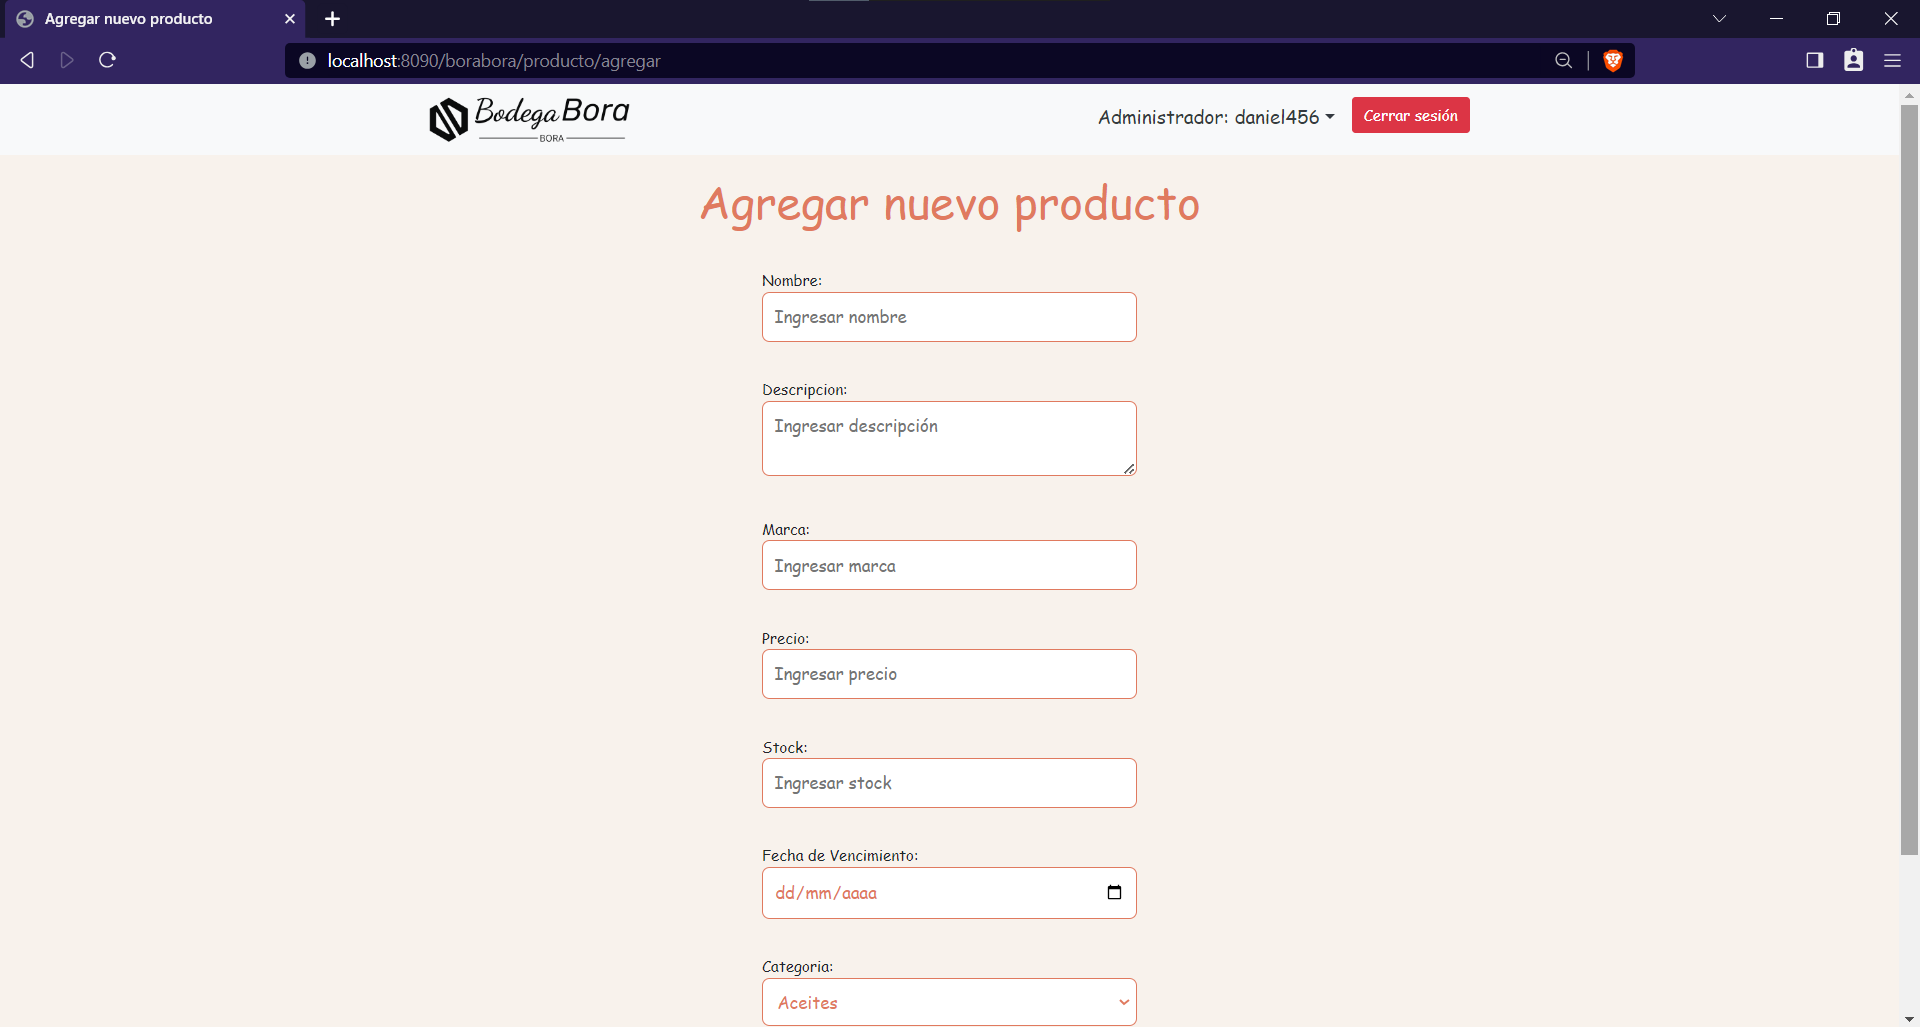 Agregar nuevo producto
localhost:8090/borabora/producto/agregar
Bodega Bora
BORA
Administrador: daniel456
Cerrar sesión
Agregar nuevo producto
Nombre:
Ingresar nombre
Descripcion:
Ingresar descripción
Marca:
Ingresar marca
Precio:
Ingresar precio
Stock:
Ingresar stock
Fecha de Vencimiento:
dd/mm/aaaa
Categoria:
Aceites